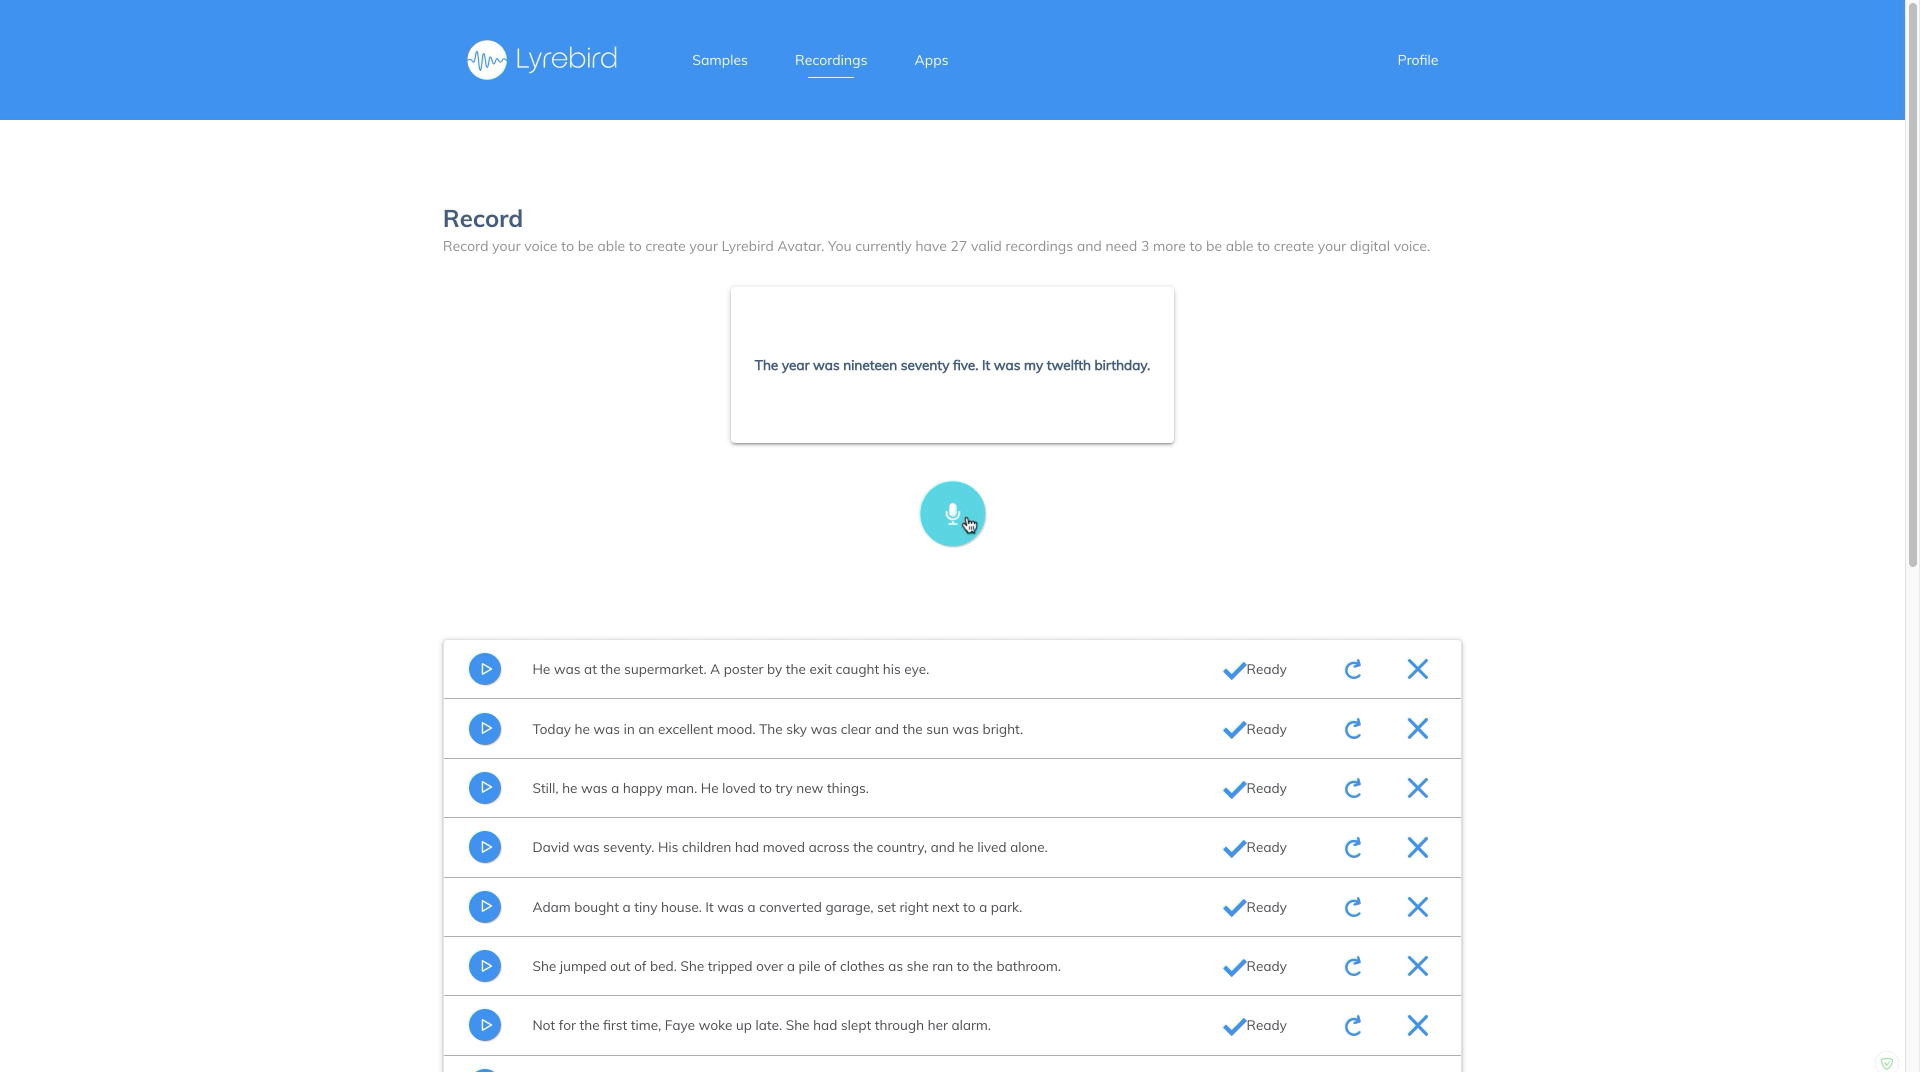 Lyrebird
Samples
Recordings
Apps
Profile
Record
Record your voice to be able to create your Lyrebird Avatar. You currently have 27 valid recordings and need 3 more to be able to create your digital voice.
The year was nineteen seventy five. It was my twelfth birthday.
He was at the supermarket. A poster by the exit caught his eye. Ready
Today he was in an excellent mood. The sky was clear and the sun was bright. Ready
Still, he was a happy man. He loved to try new things. Ready
David was seventy. His children had moved across the country, and he lived alone. Ready
Adam bought a tiny house. It was a converted garage, set right next to a park. Ready
She jumped out of bed. She tripped over a pile of clothes as she ran to the bathroom. Ready
Not for the first time, Faye woke up late. She had slept through her alarm. Ready